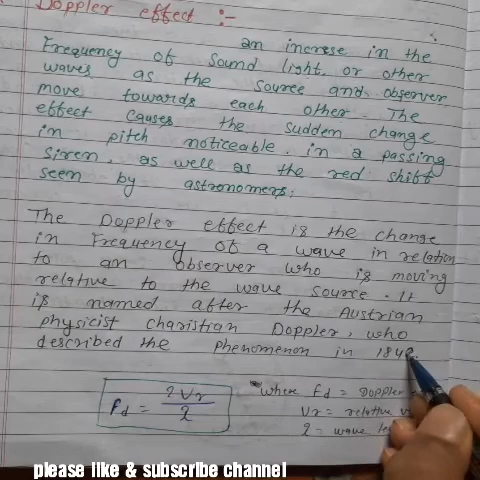 Doppler effect :-
an increse in the
Frequency of sound light, or other
waves as the source and observer
move towards each other. The
effect causes the sudden change
in pitch noticeable in a passing
siren, as well as the red shift
seen by astronomers.
The Doppler effect is the change
in Frequency of a wave in relation
to an observer who is moving
relative to the wave source. It
is named after the Austrian
physicist charistian Doppler, who
described the phenomenon in
Fd = 2Vr / λ
where Fd = Doppler
Vr = relative
λ = wave
please like & subscribe channel